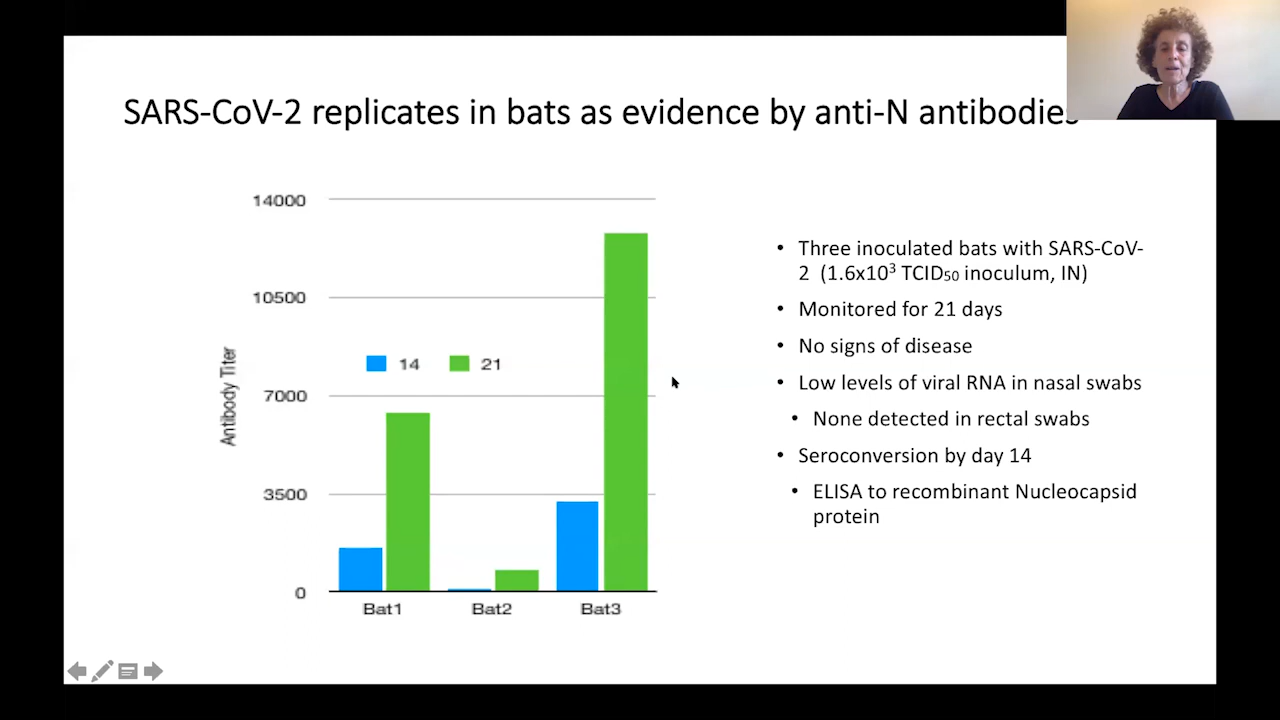 SARS-CoV-2 replicates in bats as evidence by anti-N antibodies
14000
10500
7000
3500
0
Antibody Titer
14 21
Bat1 Bat2 Bat3
• Three inoculated bats with SARS-CoV-
2 (1.6x10³ TCID₅₀ inoculum, IN)
• Monitored for 21 days
• No signs of disease
• Low levels of viral RNA in nasal swabs
• None detected in rectal swabs
• Seroconversion by day 14
• ELISA to recombinant Nucleocapsid
protein